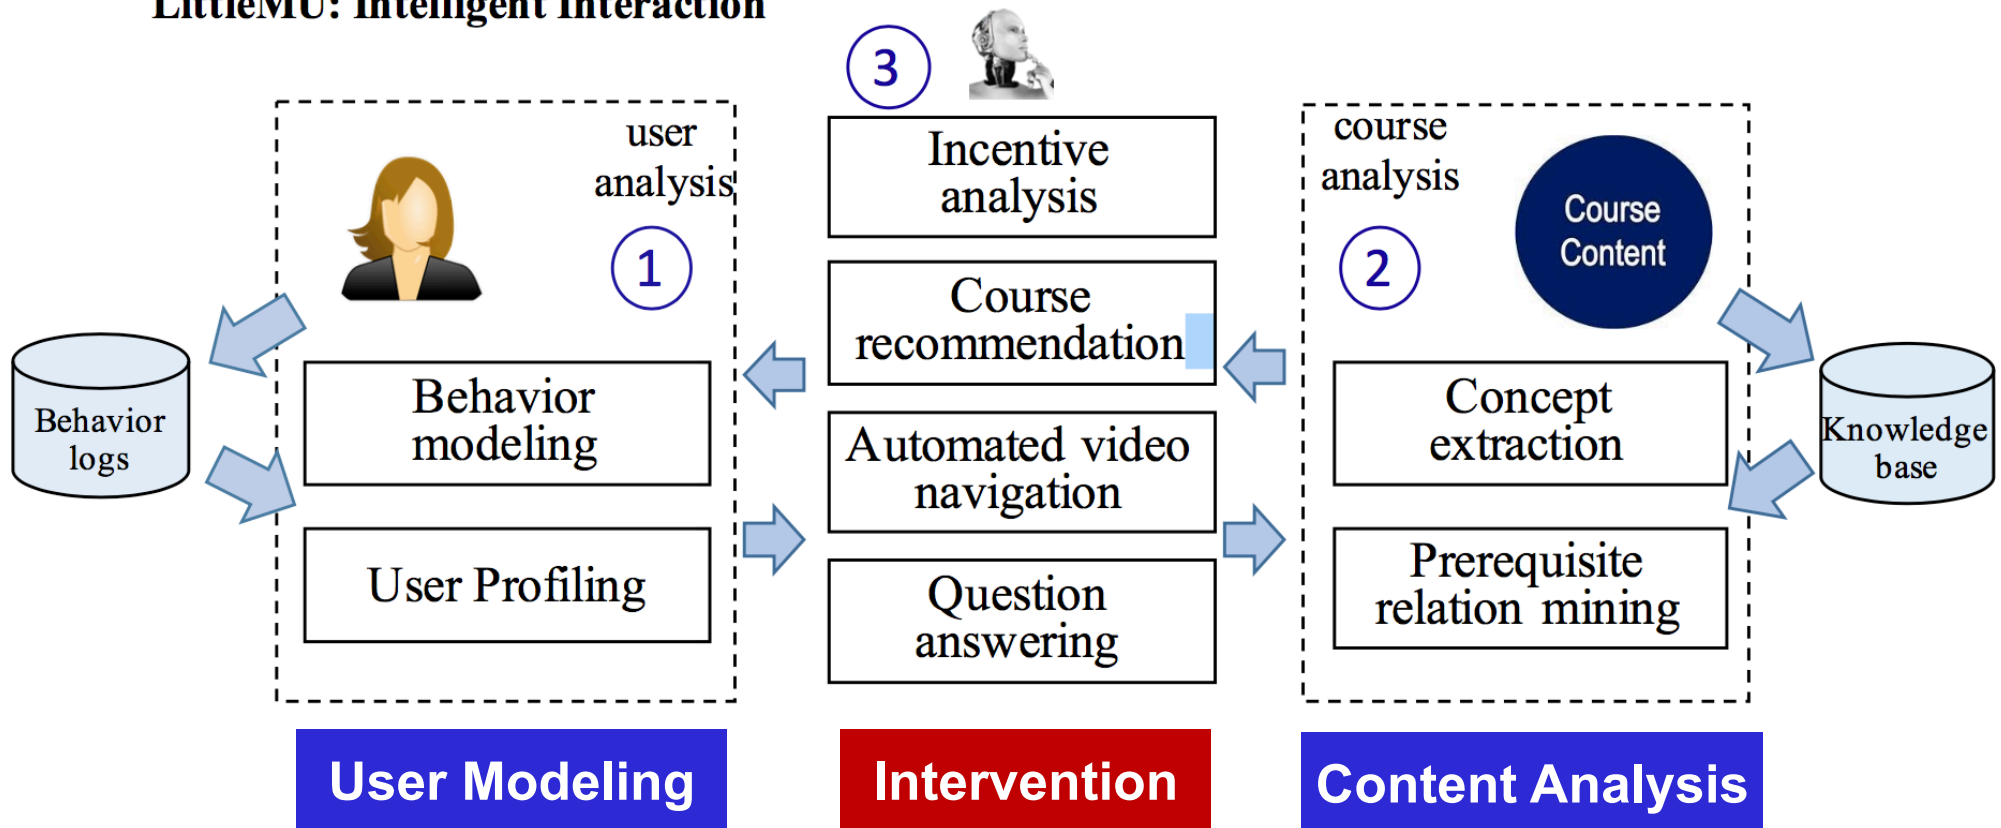 LittleMU: Intelligent Interaction
user
analysis
1
Behavior
modeling
User Profiling
Behavior
logs
3
Incentive
analysis
Course
recommendation
Automated video
navigation
Question
answering
course
analysis
2
Course
Content
Concept
extraction
Prerequisite
relation mining
Knowledge
base
User Modeling
Intervention
Content Analysis